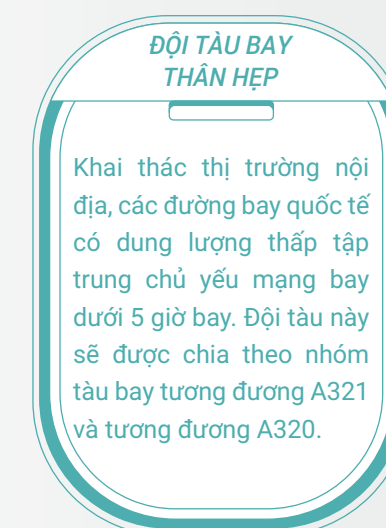 ĐỘI TÀU BAY
THÂN HẸP
Khai thác thị trường nội
địa, các đường bay quốc tế
có dung lượng thấp tập
trung chủ yếu mạng bay
dưới 5 giờ bay. Đội tàu này
sẽ được chia theo nhóm
tàu bay tương đương A321
và tương đương A320.